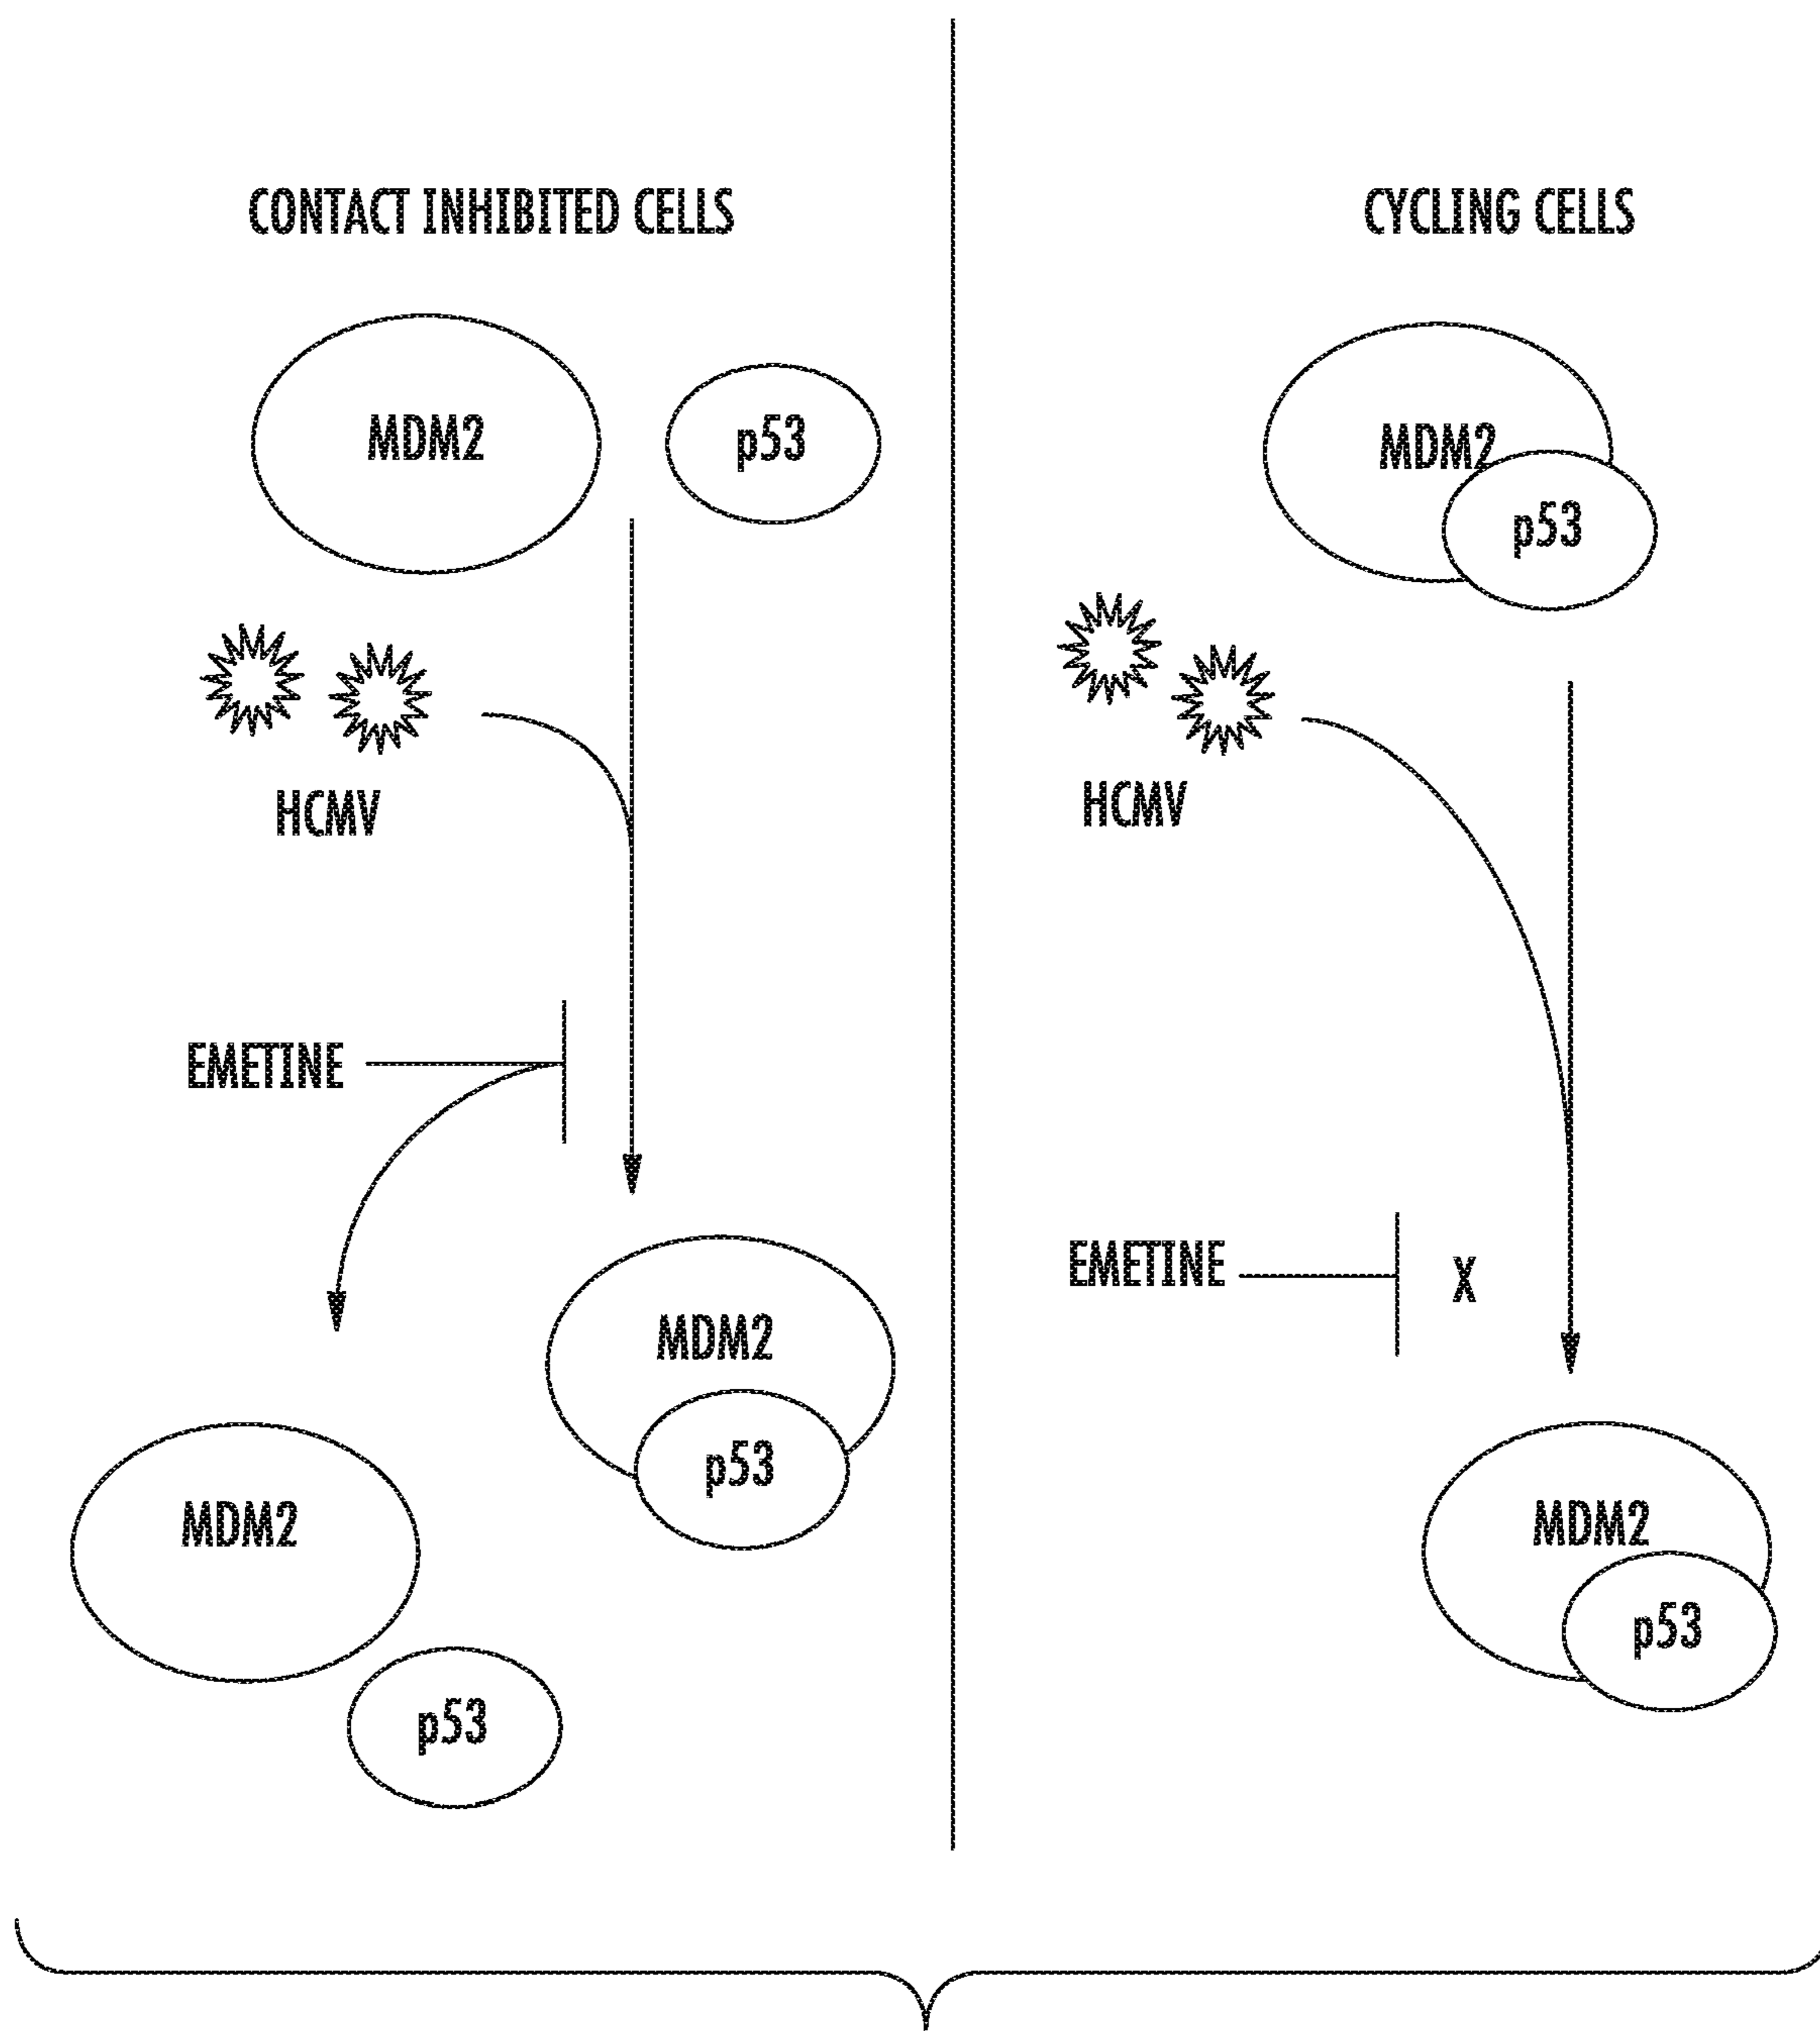 CONTACT INHIBITED CELLS
MDM2
p53
HCMV
EMETINE
MDM2
p53
MDM2
p53
CYCLING CELLS
MDM2
p53
HCMV
EMETINE
X
MDM2
p53